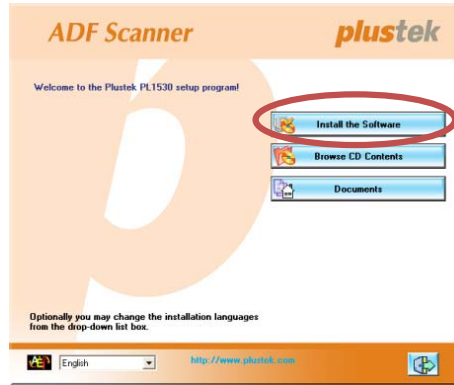 ADF Scanner
plustek
Welcome to the Plustek PL1530 setup program!
Install the Software
Browse CD Contents
Documents
Optionally you may change the installation languages
from the drop-down list box.
English
http://www.plustek.com